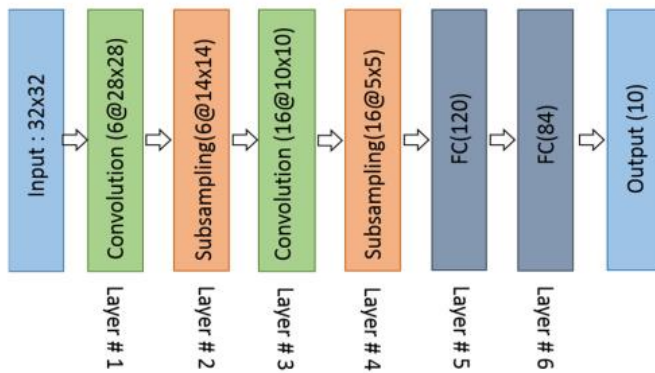 Input : 32x32
Convolution (6@28x28)
Subsampling(6@14x14)
Convolution (16@10x10)
Subsampling(16@5x5)
FC(120)
FC(84)
Output (10)
Layer # 1
Layer # 2
Layer # 3
Layer # 4
Layer # 5
Layer # 6